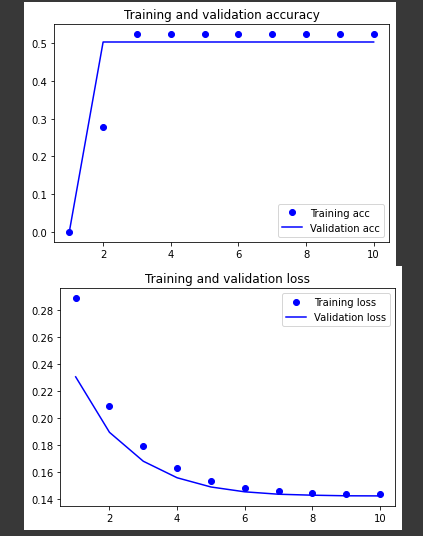 Training and validation accuracy
0.5
0.4
0.3
0.2
0.1
0.0
Training acc
Validation acc
2 4 6 8 10
Training and validation loss
0.28
0.26
0.24
0.22
0.20
0.18
0.16
0.14
Training loss
Validation loss
2 4 6 8 10